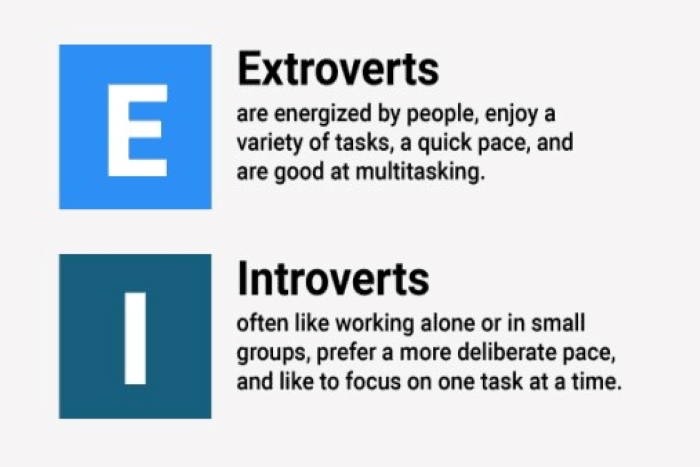 E
Extroverts
are energized by people, enjoy a
variety of tasks, a quick pace, and
are good at multitasking.
I
Introverts
often like working alone or in small
groups, prefer a more deliberate pace,
and like to focus on one task at a time.